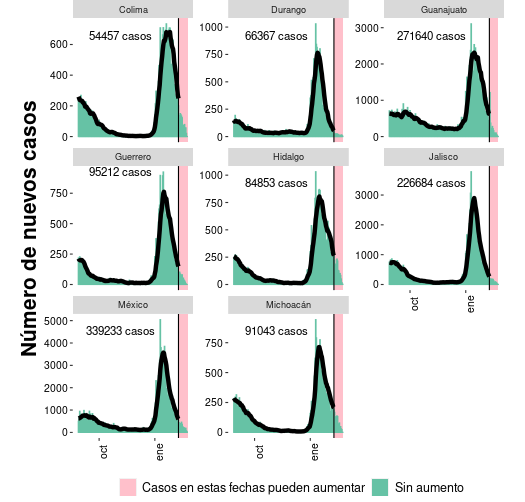 Colima
Durango
Guanajuato
54457 casos
66367 casos
271640 casos
600
400
200
0
1000
750
500
250
0
3000
2000
1000
0
Guerrero
Hidalgo
Jalisco
95212 casos
84853 casos
226684 casos
750
500
250
0
1000
750
500
250
0
3000
2000
1000
0
oct
ene
México
Michoacán
339233 casos
91043 casos
5000
4000
3000
2000
1000
0
750
500
250
0
oct
ene
oct
ene
Número de nuevos casos
Casos en estas fechas pueden aumentar
Sin aumento